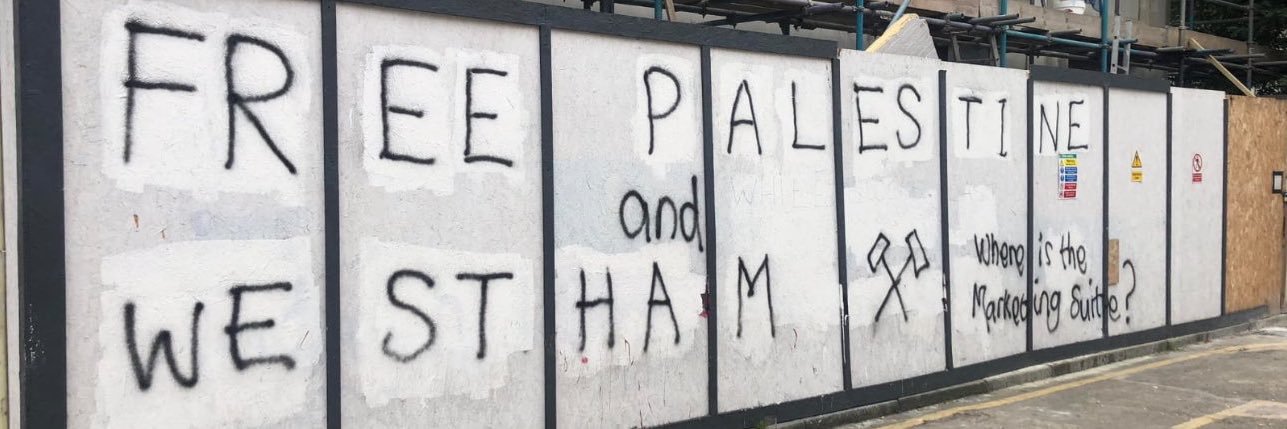 FREE PALESTINE
and
WEST HAM
Where is the
Marketing Suite?